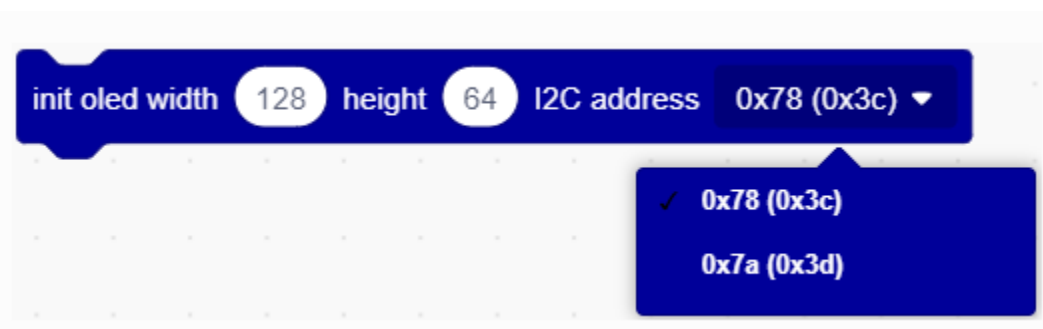 init oled width 128 height 64 I2C address 0x78 (0x3c)
0x78 (0x3c)
0x7a (0x3d)